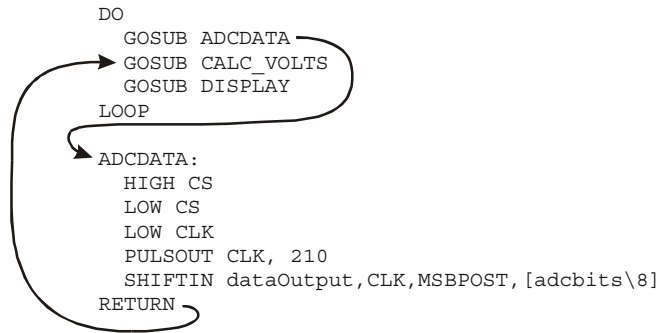 DO
GOSUB ADCDATA
GOSUB CALC_VOLTS
GOSUB DISPLAY
LOOP
ADCDATA:
HIGH CS
LOW CS
LOW CLK
PULSOUT CLK, 210
SHIFTIN dataOutput,CLK,MSBPOST,[adcbits\8]
RETURN